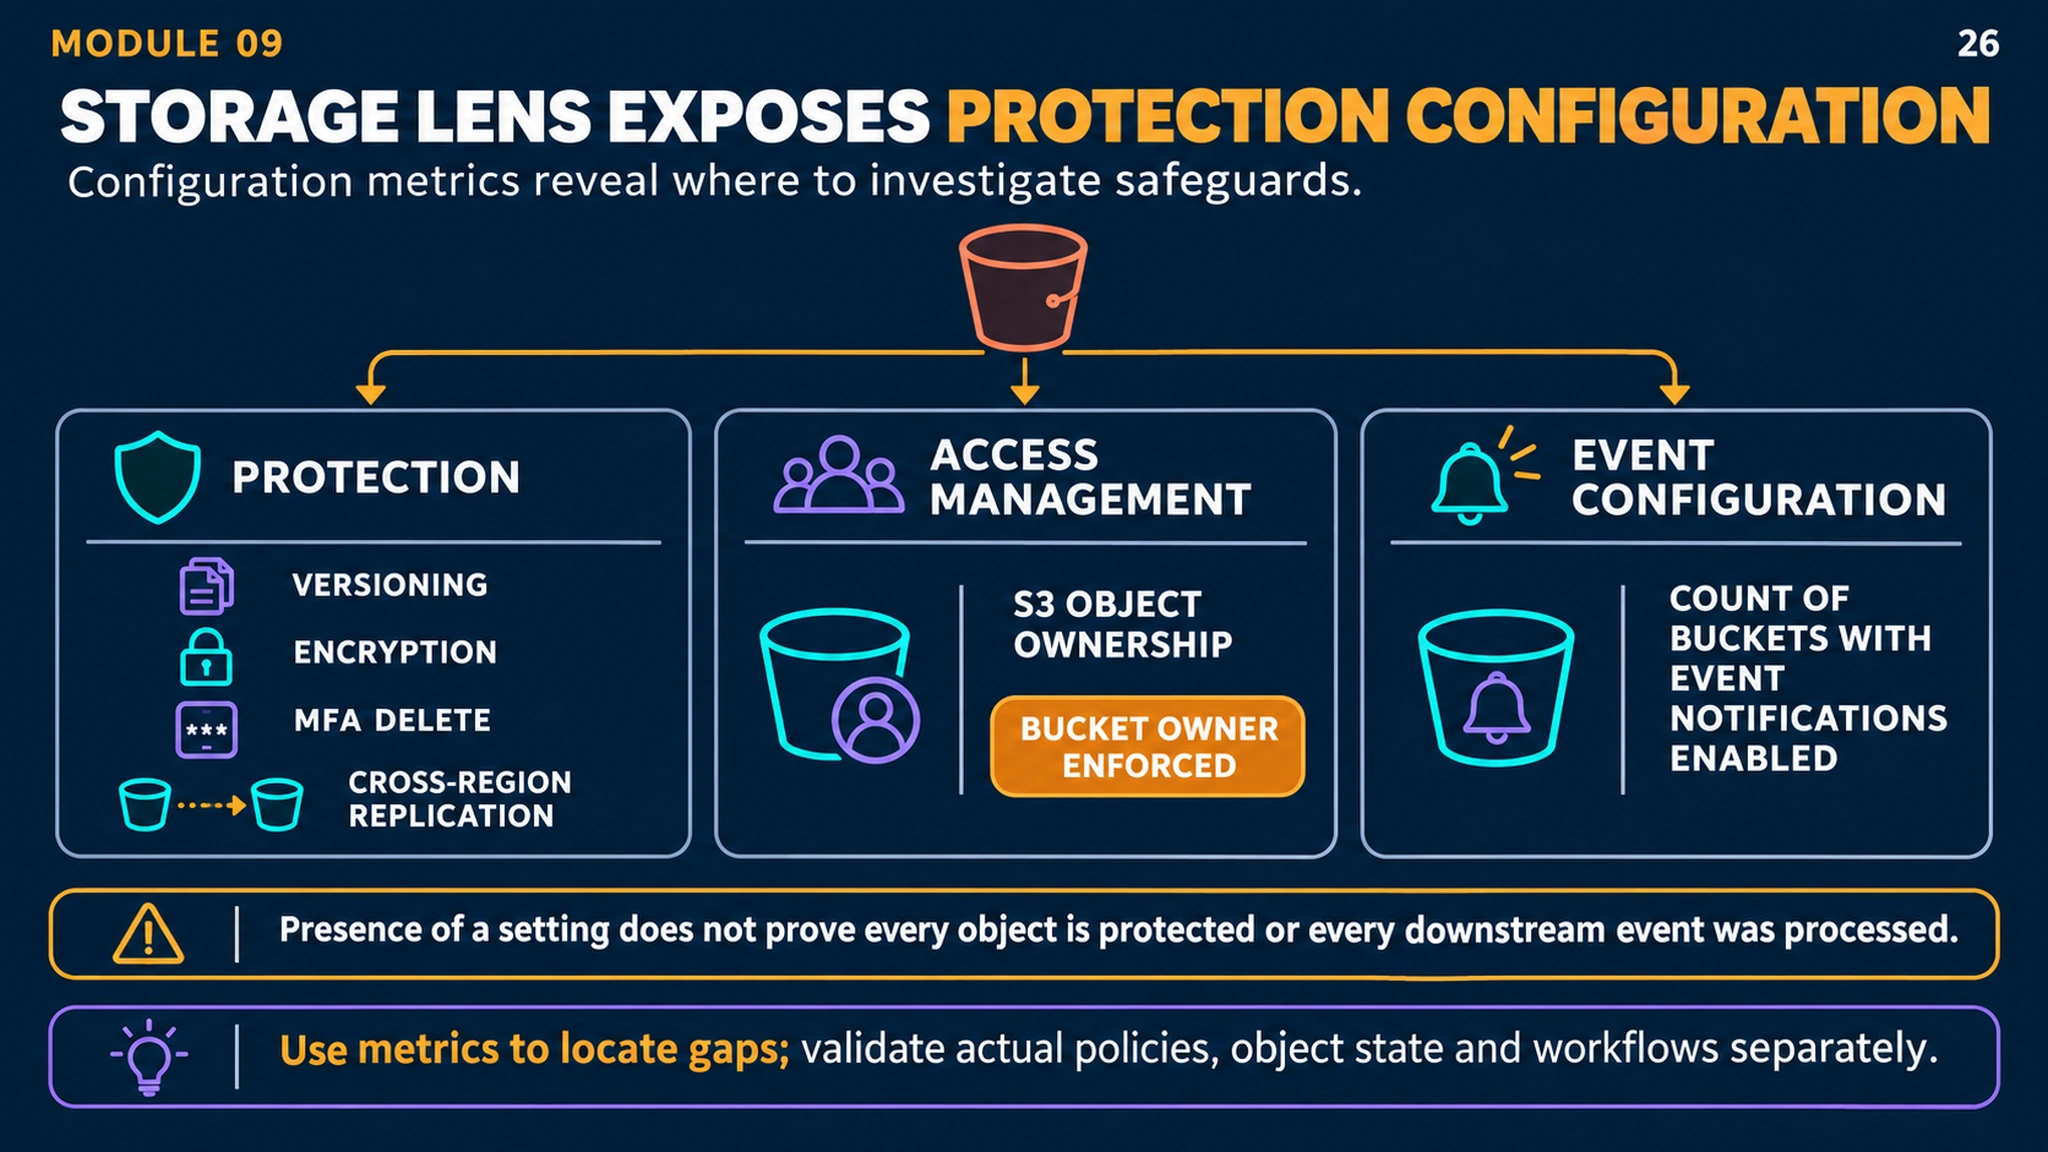 MODULE 09
26
STORAGE LENS EXPOSES PROTECTION CONFIGURATION
Configuration metrics reveal where to investigate safeguards.
PROTECTION
VERSIONING
ENCRYPTION
***
MFA DELETE
CROSS-REGION
REPLICATION
ACCESS
MANAGEMENT
S3 OBJECT
OWNERSHIP
BUCKET OWNER
ENFORCED
EVENT
CONFIGURATION
COUNT OF
BUCKETS WITH
EVENT
NOTIFICATIONS
ENABLED
Presence of a setting does not prove every object is protected or every downstream event was processed.
Use metrics to locate gaps; validate actual policies, object state and workflows separately.